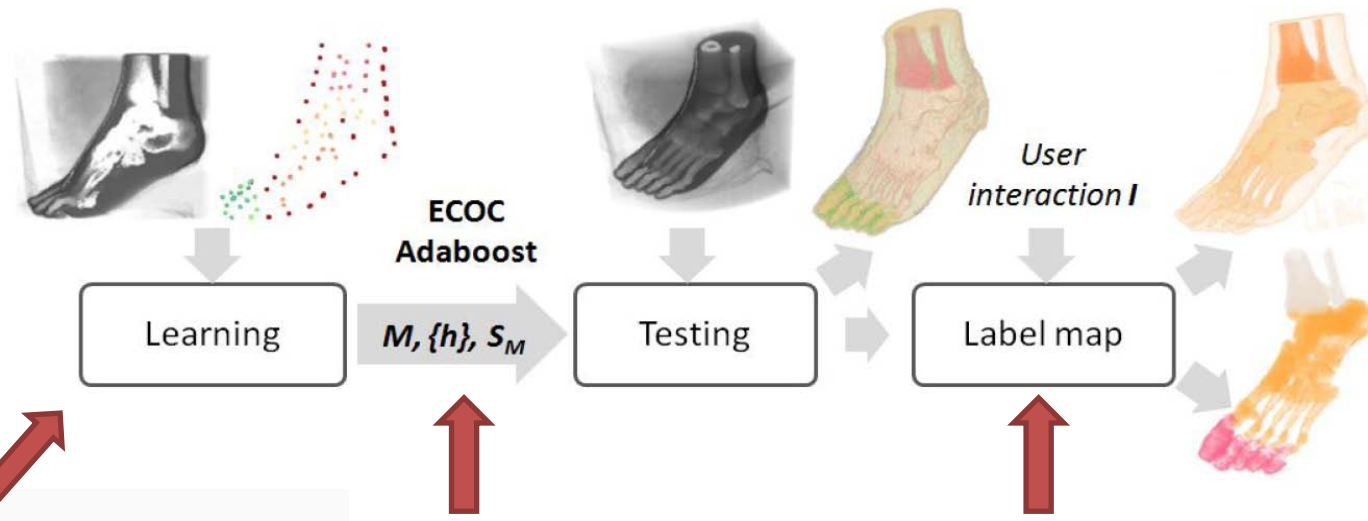 ECOC
Adaboost
User
interaction I
Learning
M, {h}, S_M
Testing
Label map